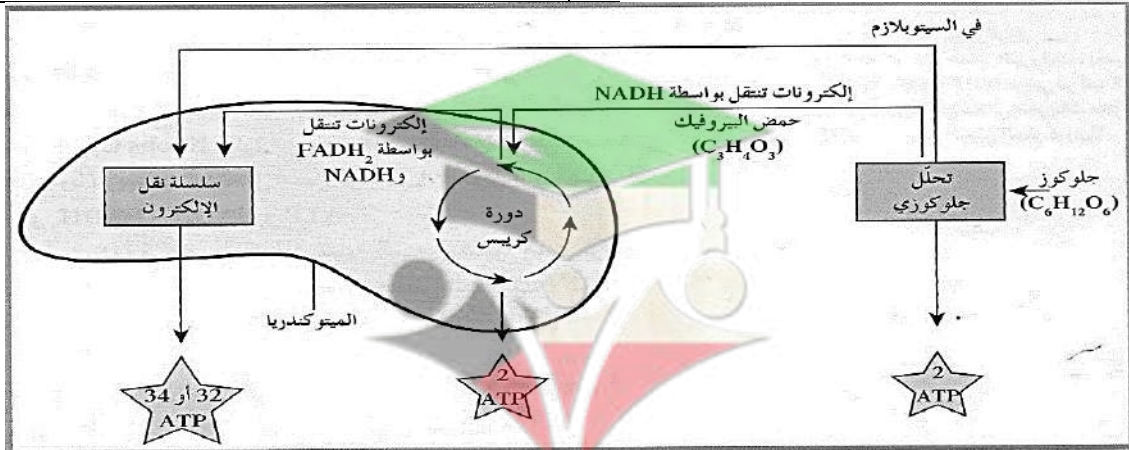 في السيتوبلازم
إلكترونات تنتقل بواسطة NADH
حمض البيروفيك
(C₃H₄O₃)
جلوكوز
(C₆H₁₂O₆)
تحلّل
جلوكوزي
إلكترونات تنتقل
بواسطة FADH₂
وNADH
سلسلة نقل
الإلكترون
دورة
كريبس
الميتوكندريا
2
ATP
2
ATP
32 أو 34
ATP